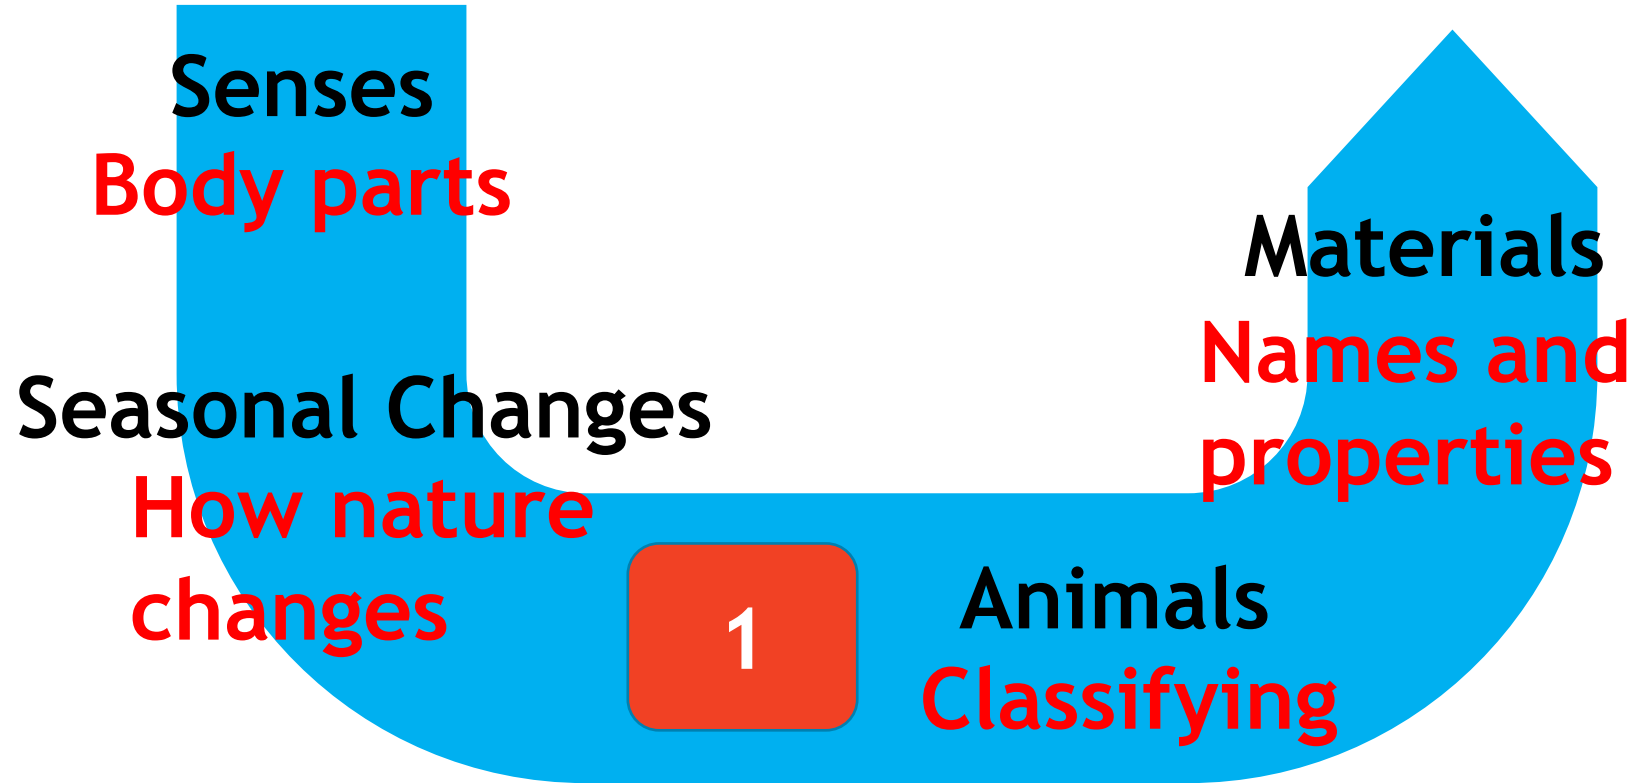 Senses
Body parts
Seasonal Changes
How nature
changes
1
Animals
Classifying
Materials
Names and
properties